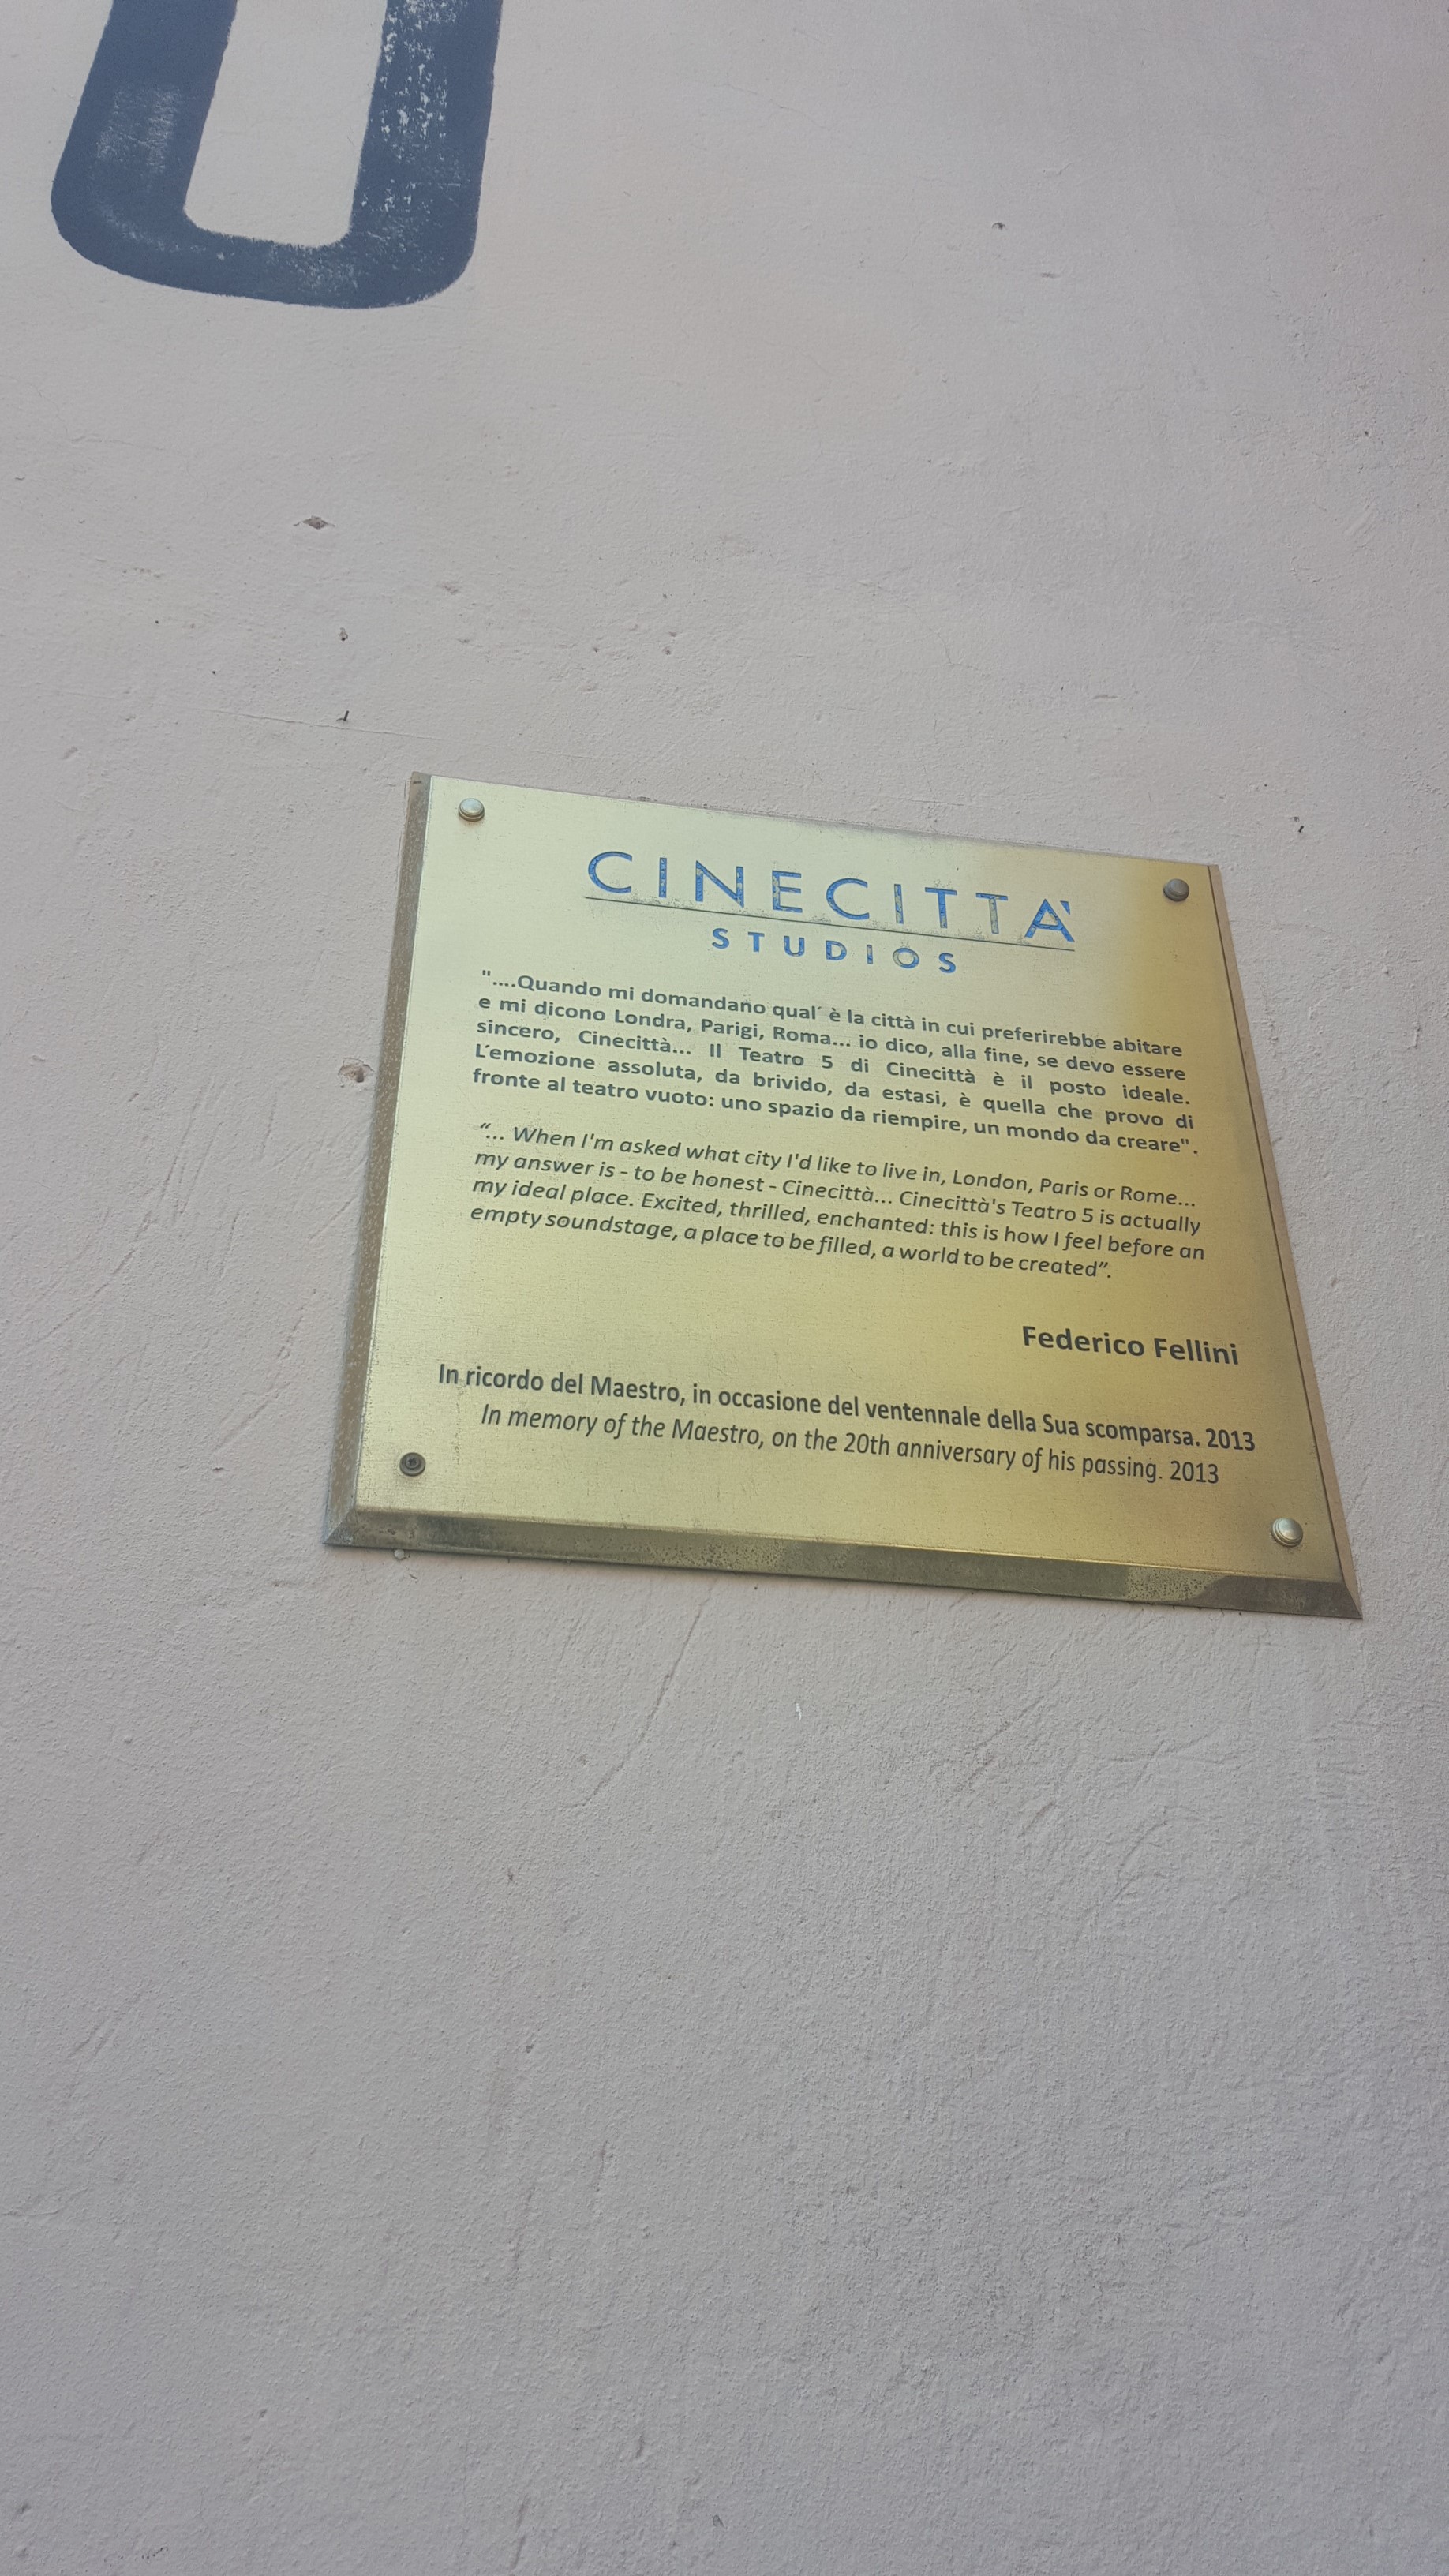 CINECITTÀ
STUDIOS
"....Quando mi domandano qual´ è la città in cui preferirebbe abitare
e mi dicono Londra, Parigi, Roma... io dico, alla fine, se devo essere
sincero, Cinecittà... Il Teatro 5 di Cinecittà è il posto ideale.
L´emozione assoluta, da brivido, da estasi, è quella che provo di
fronte al teatro vuoto: uno spazio da riempire, un mondo da creare".
“... When I'm asked what city I'd like to live in, London, Paris or Rome...
my answer is - to be honest - Cinecittà... Cinecittà's Teatro 5 is actually
my ideal place. Excited, thrilled, enchanted: this is how I feel before an
empty soundstage, a place to be filled, a world to be created”.
Federico Fellini
In ricordo del Maestro, in occasione del ventennale della Sua scomparsa. 2013
In memory of the Maestro, on the 20th anniversary of his passing. 2013